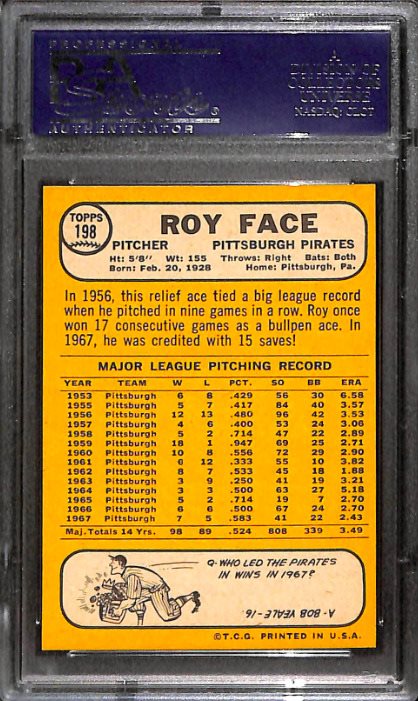 PROFESSIONAL
PSA
Sports
AUTHENTICATOR
A
DIVISION OF
COLLECTORS
UNIVERSE
NASDAQ: CLCT
TOPPS
198
ROY FACE
PITCHER PITTSBURGH PIRATES
Ht: 5'8" Wt: 155 Throws: Right Bats: Both
Born: Feb. 20, 1928 Home: Pittsburgh, Pa.
In 1956, this relief ace tied a big league record
when he pitched in nine games in a row. Roy once
won 17 consecutive games as a bullpen ace. In
1967, he was credited with 15 saves!
MAJOR LEAGUE PITCHING RECORD
YEAR TEAM W L PCT. SO BB ERA
1953 Pittsburgh 6 8 .429 56 30 6.58
1955 Pittsburgh 5 7 .417 84 40 3.57
1956 Pittsburgh 12 13 .480 96 42 3.53
1957 Pittsburgh 4 6 .400 53 24 3.06
1958 Pittsburgh 5 2 .714 47 22 2.89
1959 Pittsburgh 18 1 .947 69 25 2.71
1960 Pittsburgh 10 8 .556 72 29 2.90
1961 Pittsburgh 6 12 .333 55 10 3.82
1962 Pittsburgh 8 7 .533 45 18 1.88
1963 Pittsburgh 3 9 .250 41 19 3.21
1964 Pittsburgh 3 3 .500 63 27 5.18
1965 Pittsburgh 5 2 .714 19 7 2.70
1966 Pittsburgh 6 6 .500 67 24 2.70
1967 Pittsburgh 7 5 .583 41 22 2.43
Maj. Totals 14 Yrs. 98 89 .524 808 339 3.49
Q-WHO LED THE PIRATES
IN WINS IN 1967?
A-BOB VEALE-16
©T.C.G. PRINTED IN U.S.A.